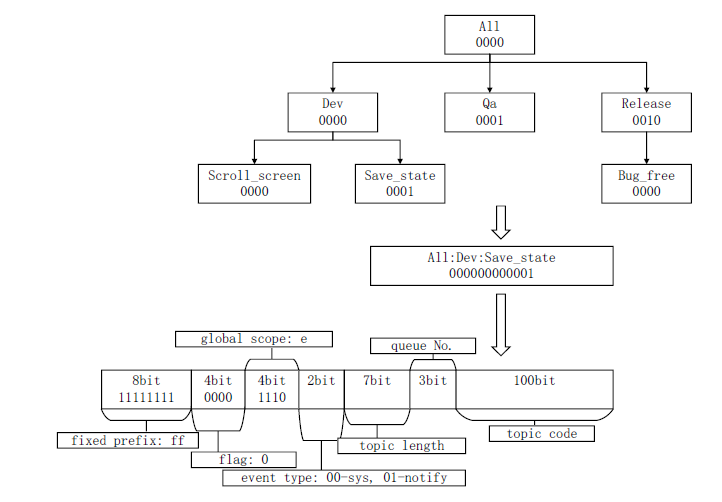 All
0000
Dev
0000
Qa
0001
Release
0010
Scroll_screen
0000
Save_state
0001
Bug_free
0000
All:Dev:Save_state
000000000001
global scope: e
queue No.
8bit
11111111
4bit
0000
4bit
1110
2bit
7bit
3bit
100bit
fixed prefix: ff
flag: 0
event type: 00-sys, 01-notify
topic length
topic code